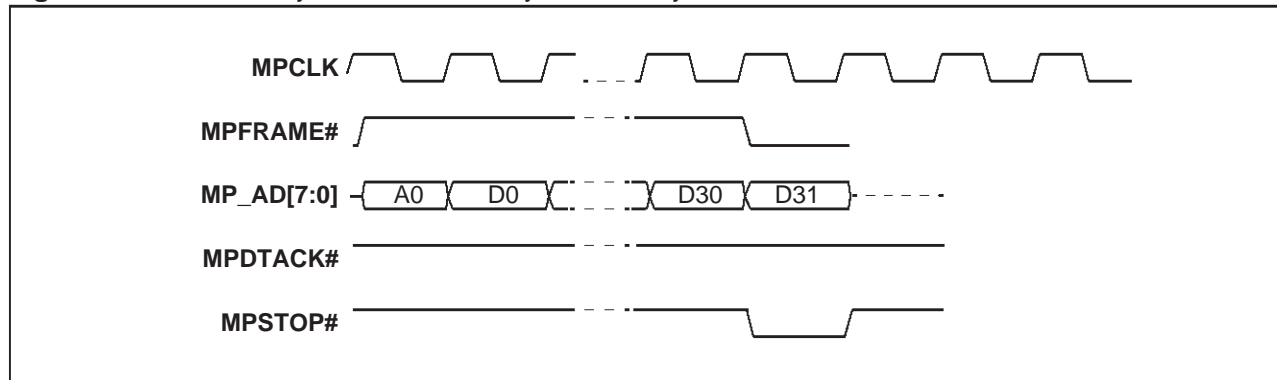 MPCLK
MPFRAME#
MP_AD[7:0] A0 D0 D30 D31
MPDTACK#
MPSTOP#